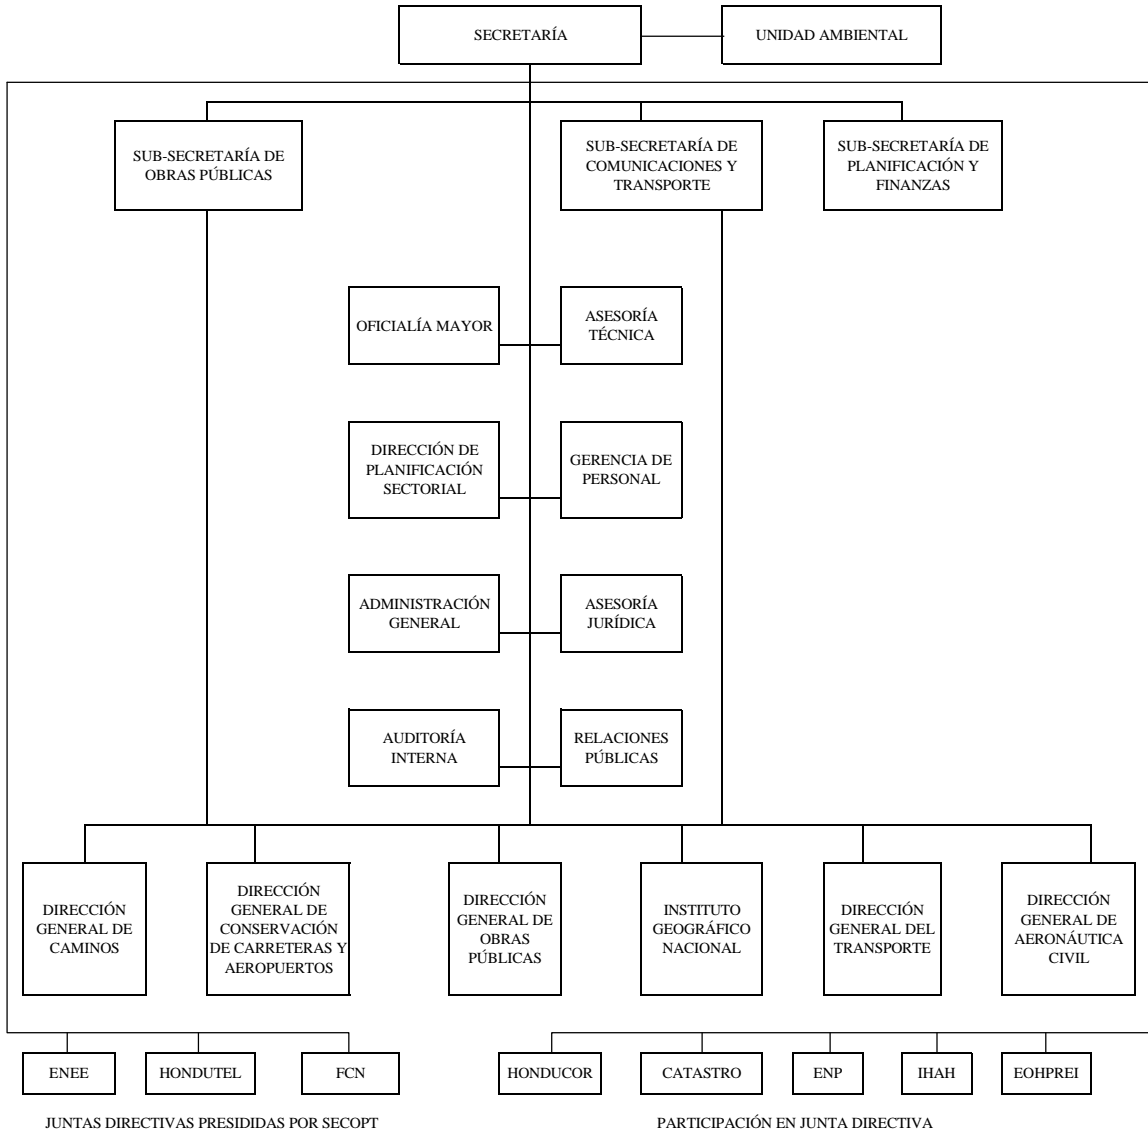 SECRETARÍA
UNIDAD AMBIENTAL
SUB-SECRETARÍA DE
OBRAS PÚBLICAS
SUB-SECRETARÍA DE
COMUNICACIONES Y
TRANSPORTE
SUB-SECRETARÍA DE
PLANIFICACIÓN Y
FINANZAS
OFICIALÍA MAYOR
ASESORÍA
TÉCNICA
DIRECCIÓN DE
PLANIFICACIÓN
SECTORIAL
GERENCIA DE
PERSONAL
ADMINISTRACIÓN
GENERAL
ASESORÍA
JURÍDICA
AUDITORÍA
INTERNA
RELACIONES
PÚBLICAS
DIRECCIÓN
GENERAL DE
CAMINOS
DIRECCIÓN
GENERAL DE
CONSERVACIÓN
DE CARRETERAS Y
AEROPUERTOS
DIRECCIÓN
GENERAL DE
OBRAS
PÚBLICAS
INSTITUTO
GEOGRÁFICO
NACIONAL
DIRECCIÓN
GENERAL DEL
TRANSPORTE
DIRECCIÓN
GENERAL DE
AERONÁUTICA
CIVIL
ENEE
HONDUTEL
FCN
HONDUCOR
CATASTRO
ENP
IHAH
EOHPREI
JUNTAS DIRECTIVAS PRESIDIDAS POR SECOPT
PARTICIPACIÓN EN JUNTA DIRECTIVA